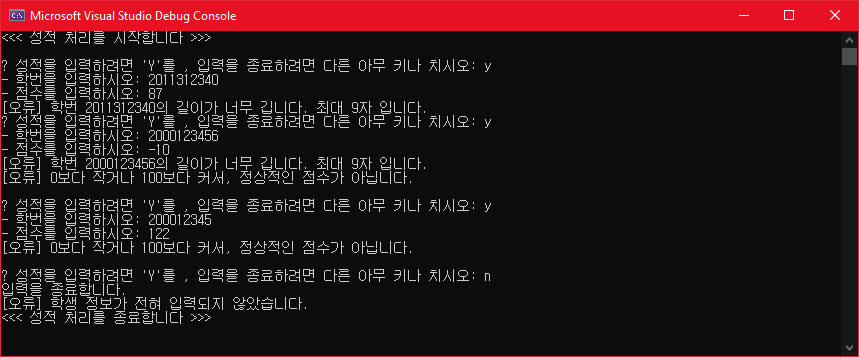 Microsoft Visual Studio Debug Console
<<< 성적 처리를 시작합니다 >>>
? 성적을 입력하려면 'Y'를 , 입력을 종료하려면 다른 아무 키나 치시오: y
- 학번을 입력하시오: 2011312340
- 점수를 입력하시오: 87
[오류] 학번 2011312340의 길이가 너무 깁니다. 최대 9자 입니다.
? 성적을 입력하려면 'Y'를 , 입력을 종료하려면 다른 아무 키나 치시오: y
- 학번을 입력하시오: 2000123456
- 점수를 입력하시오: -10
[오류] 학번 2000123456의 길이가 너무 깁니다. 최대 9자 입니다.
[오류] 0보다 작거나 100보다 커서, 정상적인 점수가 아닙니다.
? 성적을 입력하려면 'Y'를 , 입력을 종료하려면 다른 아무 키나 치시오: y
- 학번을 입력하시오: 200012345
- 점수를 입력하시오: 122
[오류] 0보다 작거나 100보다 커서, 정상적인 점수가 아닙니다.
? 성적을 입력하려면 'Y'를 , 입력을 종료하려면 다른 아무 키나 치시오: n
입력을 종료합니다.
[오류] 학생 정보가 전혀 입력되지 않았습니다.
<<< 성적 처리를 종료합니다 >>>